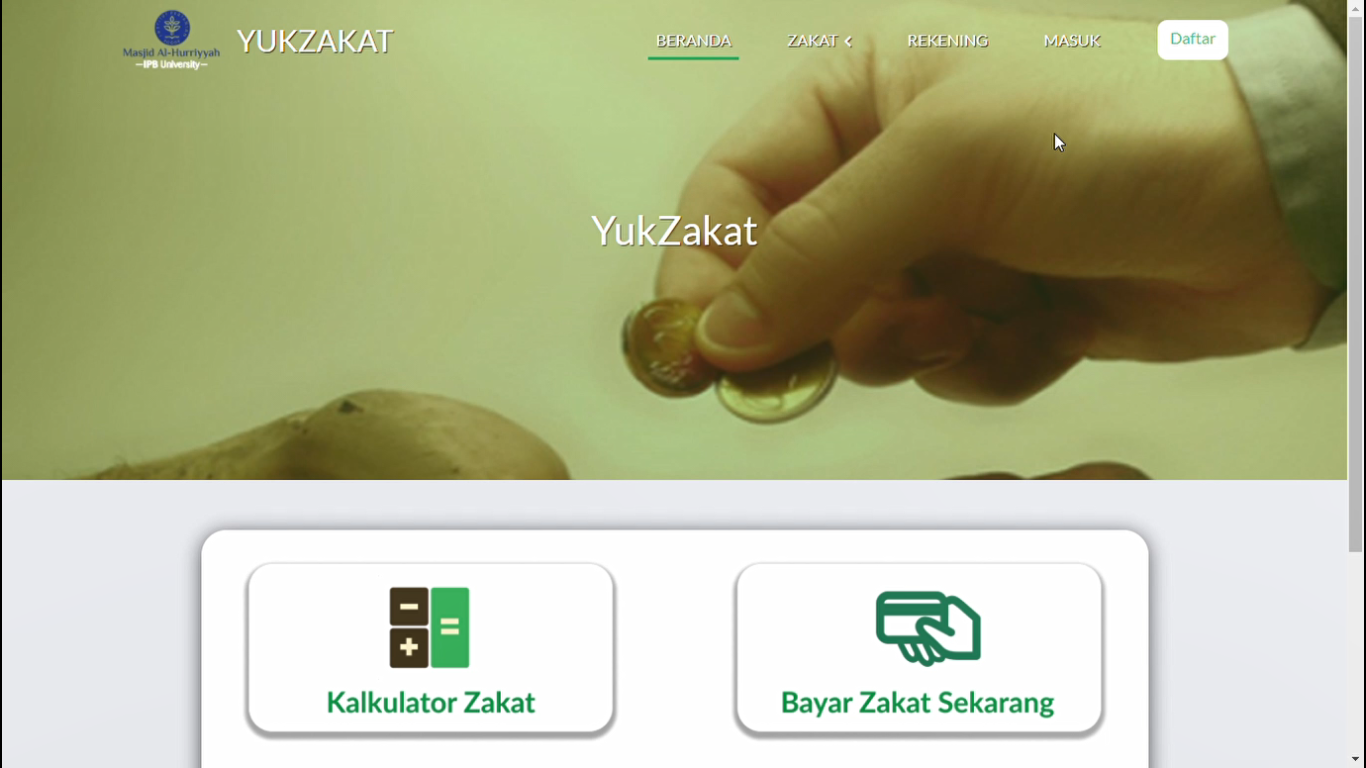 Masjid Al-Hurriyyah
—IPB University—
YUKZAKAT
BERANDA
ZAKAT
REKENING
MASUK
Daftar
YukZakat
Kalkulator Zakat
Bayar Zakat Sekarang